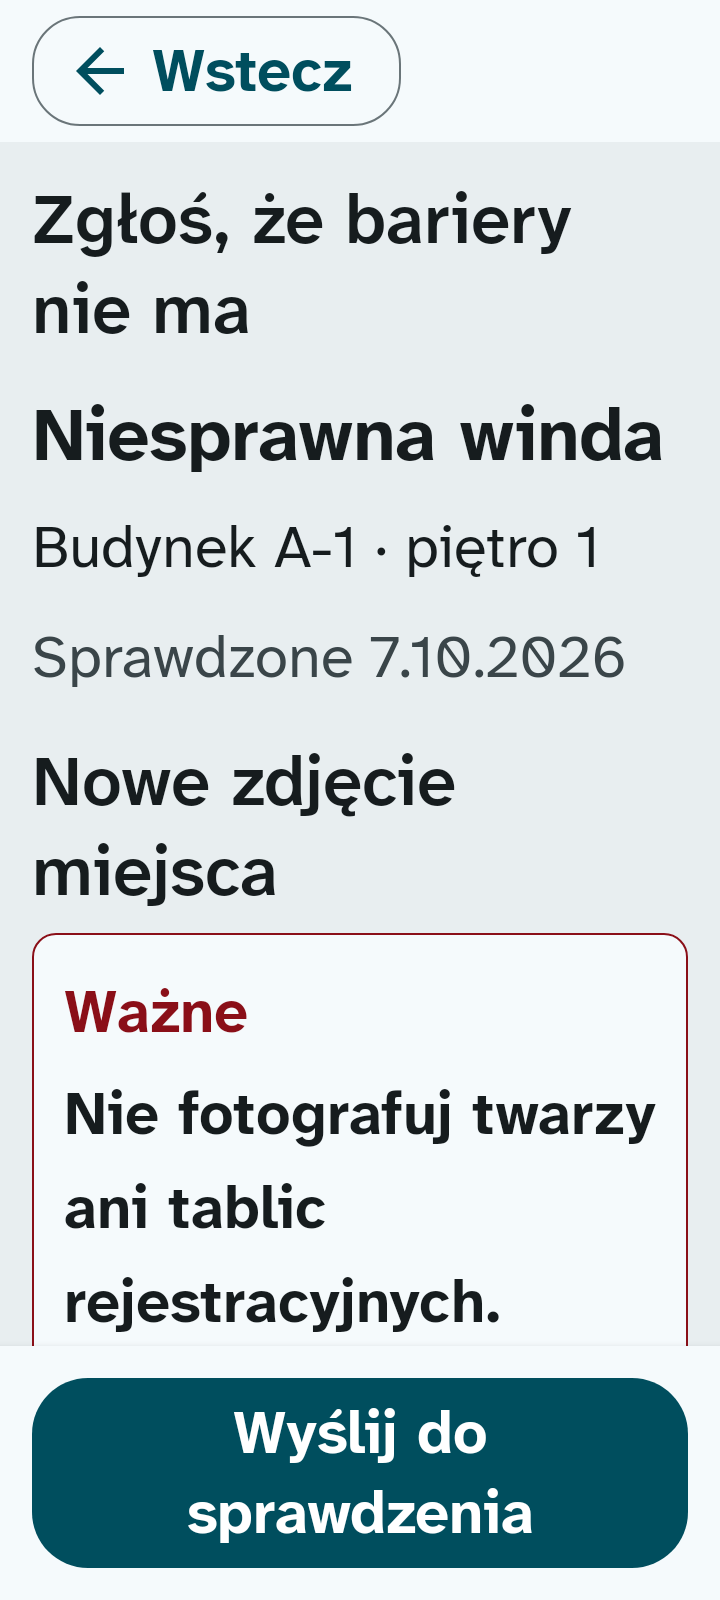 Wstecz
Zgłoś, że bariery
nie ma
Niesprawna winda
Budynek A-1 · piętro 1
Sprawdzone 7.10.2026
Nowe zdjęcie
miejsca
Ważne
Nie fotografuj twarzy
ani tablic
rejestracyjnych.
Wyślij do
sprawdzenia